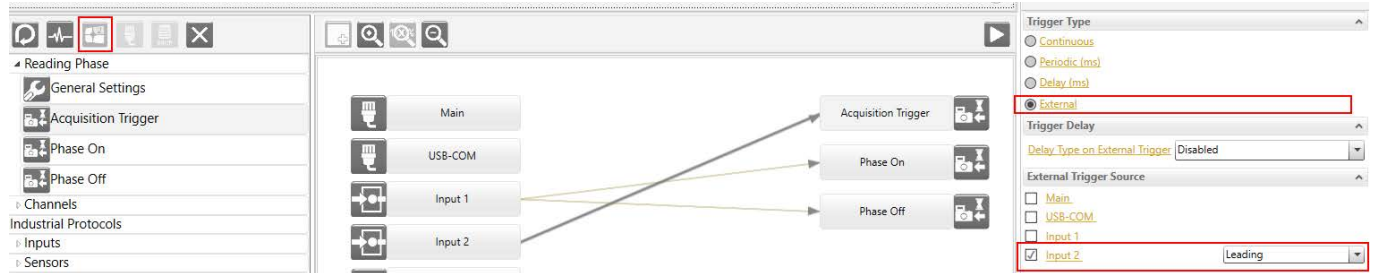 Reading Phase
General Settings
Acquisition Trigger
Phase On
Phase Off
Channels
Industrial Protocols
Inputs
Sensors
Main
USB-COM
Input 1
Input 2
Acquisition Trigger
Phase On
Phase Off
Trigger Type
Continuous
Periodic (ms)
Delay (ms)
External
Trigger Delay
Delay Type on External Trigger Disabled
External Trigger Source
Main
USB-COM
Input 1
Input 2 Leading